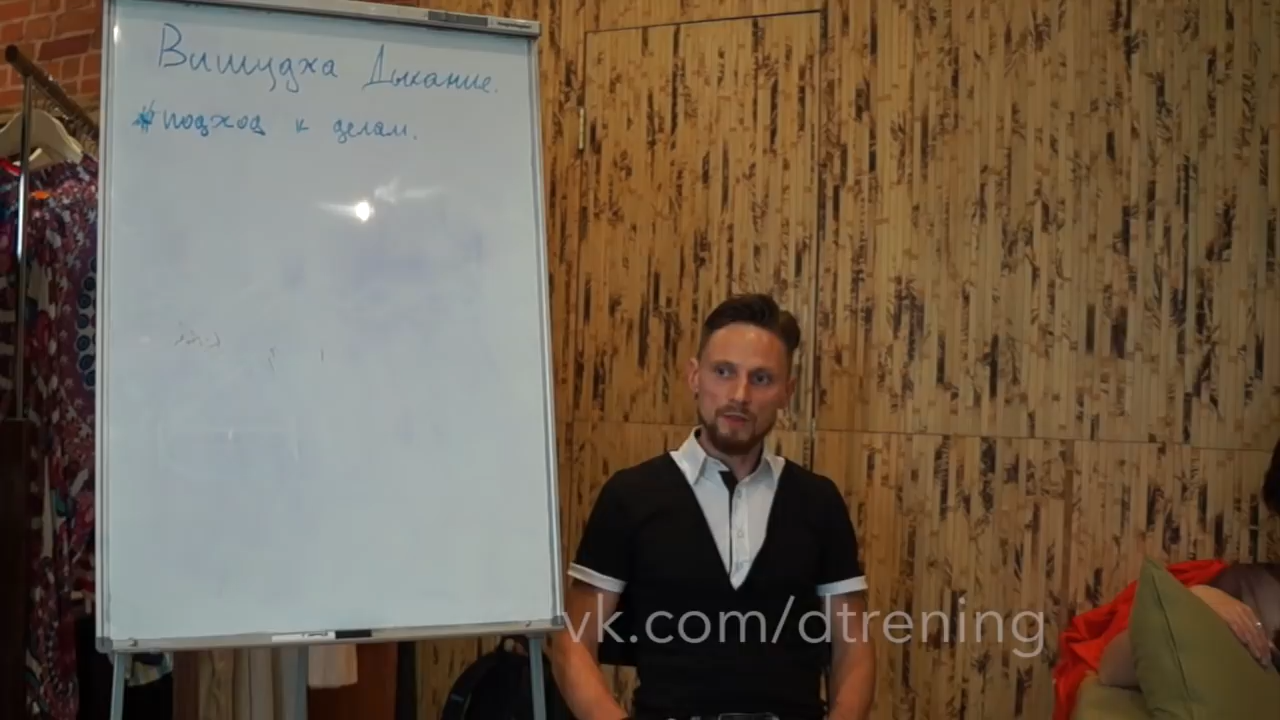 Вишудха Дыхание.
*подход к делам.
vk.com/dtrening